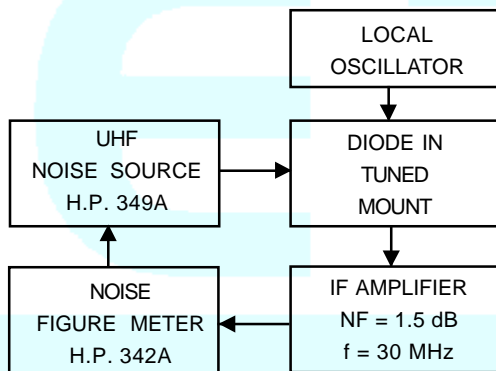 LOCAL
OSCILLATOR
UHF
NOISE SOURCE
H.P. 349A
DIODE IN
TUNED
MOUNT
NOISE
FIGURE METER
H.P. 342A
IF AMPLIFIER
NF = 1.5 dB
f = 30 MHz